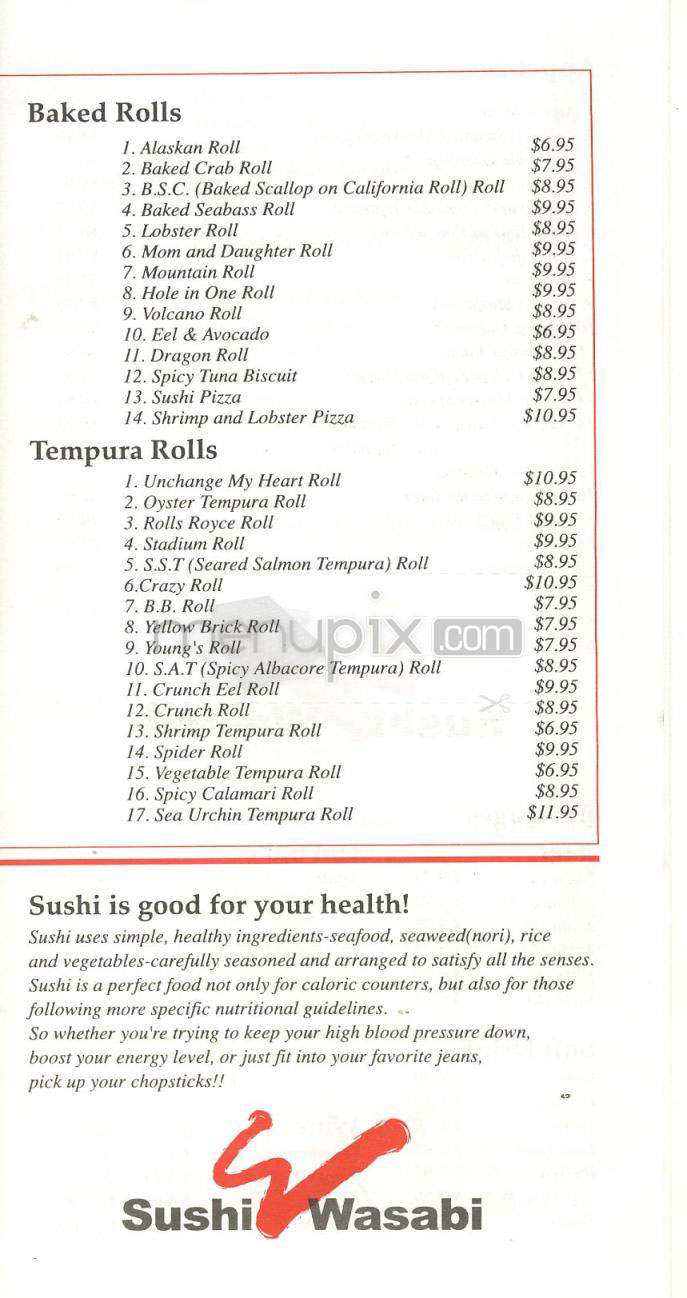 Baked Rolls
1. Alaskan Roll $6.95
2. Baked Crab Roll $7.95
3. B.S.C. (Baked Scallop on California Roll) Roll $8.95
4. Baked Seabass Roll $9.95
5. Lobster Roll $8.95
6. Mom and Daughter Roll $9.95
7. Mountain Roll $9.95
8. Hole in One Roll $9.95
9. Volcano Roll $8.95
10. Eel & Avocado $6.95
11. Dragon Roll $8.95
12. Spicy Tuna Biscuit $8.95
13. Sushi Pizza $7.95
14. Shrimp and Lobster Pizza $10.95
Tempura Rolls
1. Unchange My Heart Roll $10.95
2. Oyster Tempura Roll $8.95
3. Rolls Royce Roll $9.95
4. Stadium Roll $9.95
5. S.S.T (Seared Salmon Tempura) Roll $8.95
6.Crazy Roll $10.95
7. B.B. Roll $7.95
8. Yellow Brick Roll $7.95
menupix.com
9. Young's Roll $7.95
10. S.A.T (Spicy Albacore Tempura) Roll $8.95
11. Crunch Eel Roll $9.95
12. Crunch Roll $8.95
13. Shrimp Tempura Roll $6.95
14. Spider Roll $9.95
15. Vegetable Tempura Roll $6.95
16. Spicy Calamari Roll $8.95
17. Sea Urchin Tempura Roll $11.95
Sushi is good for your health!
Sushi uses simple, healthy ingredients-seafood, seaweed(nori), rice
and vegetables-carefully seasoned and arranged to satisfy all the senses.
Sushi is a perfect food not only for caloric counters, but also for those
following more specific nutritional guidelines.
So whether you're trying to keep your high blood pressure down,
boost your energy level, or just fit into your favorite jeans,
pick up your chopsticks!!
Sushi Wasabi